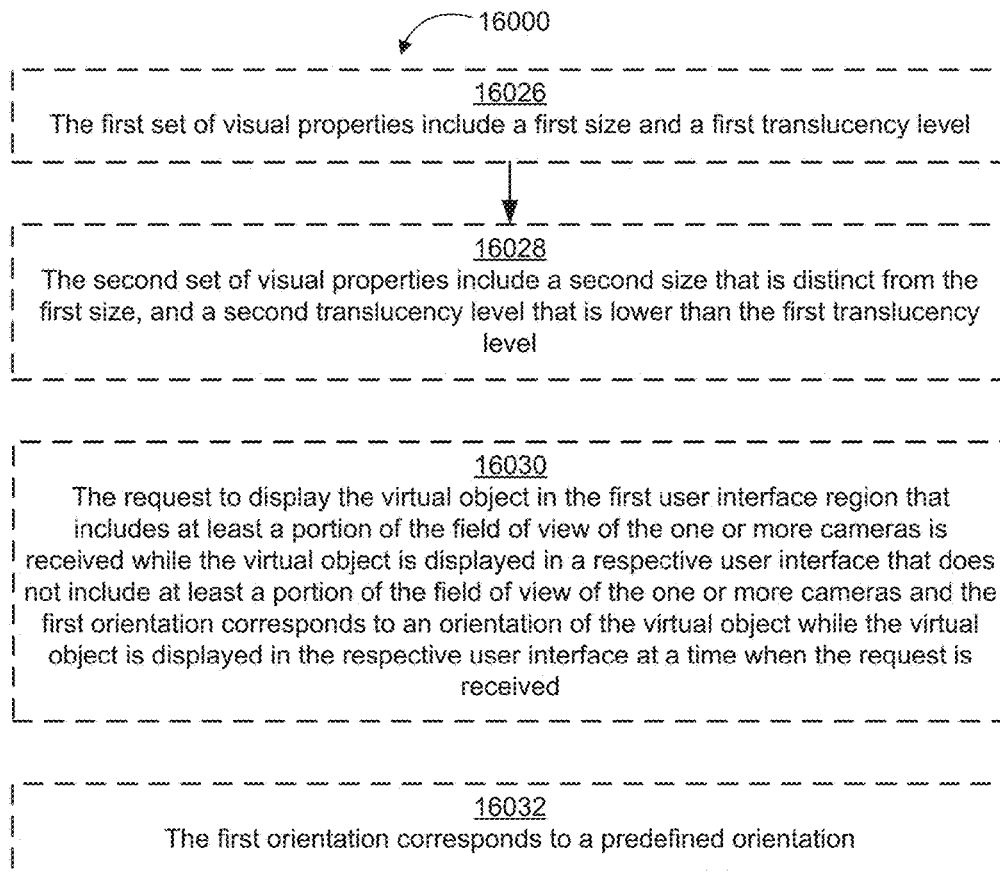 16000
16026
The first set of visual properties include a first size and a first translucency level
16028
The second set of visual properties include a second size that is distinct from the
first size, and a second translucency level that is lower than the first translucency
level
16030
The request to display the virtual object in the first user interface region that
includes at least a portion of the field of view of the one or more cameras is
received while the virtual object is displayed in a respective user interface that does
not include at least a portion of the field of view of the one or more cameras and the
first orientation corresponds to an orientation of the virtual object while the virtual
object is displayed in the respective user interface at a time when the request is
received
16032
The first orientation corresponds to a predefined orientation